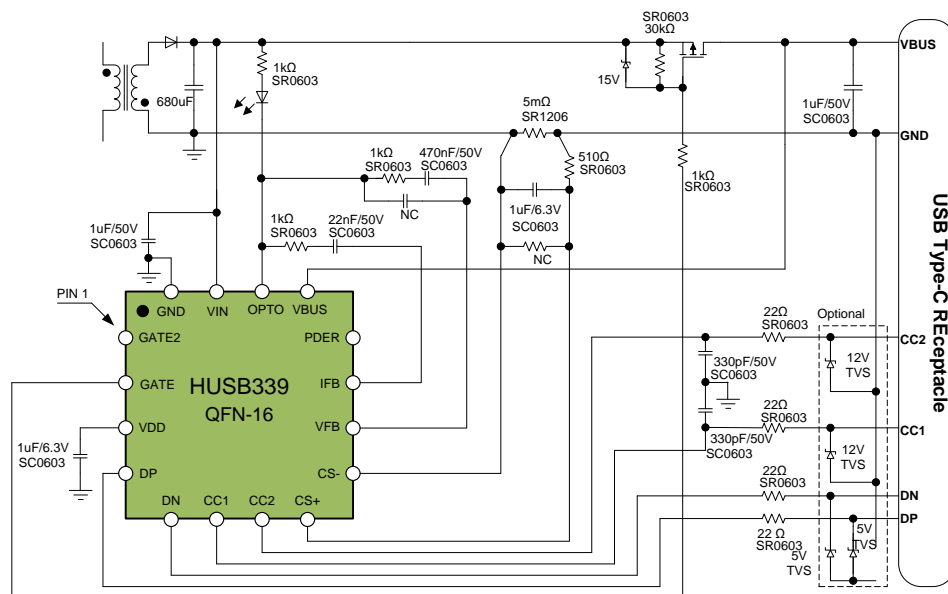 SR0603
30kΩ
VBUS
1kΩ
SR0603
15V
680uF
5mΩ
SR1206
1uF/50V
SC0603
GND
1kΩ
SR0603
470nF/50V
SC0603
510Ω
SR0603
1kΩ
SR0603
NC
1uF/6.3V
SC0603
1kΩ
SR0603
22nF/50V
SC0603
1uF/50V
SC0603
NC
USB Type-C REceptacle
PIN 1
GND
VIN
OPTO
VBUS
GATE2
PDER
22Ω
SR0603
Optional
CC2
HUSB339
QFN-16
GATE
IFB
330pF/50V
SC0603
12V
TVS
VDD
VFB
22Ω
SR0603
CC1
1uF/6.3V
SC0603
330pF/50V
SC0603
12V
TVS
DP
CS-
22Ω
SR0603
DN
DN
CC1
CC2
CS+
DP
22 Ω
SR0603
5V
TVS
5V
TVS